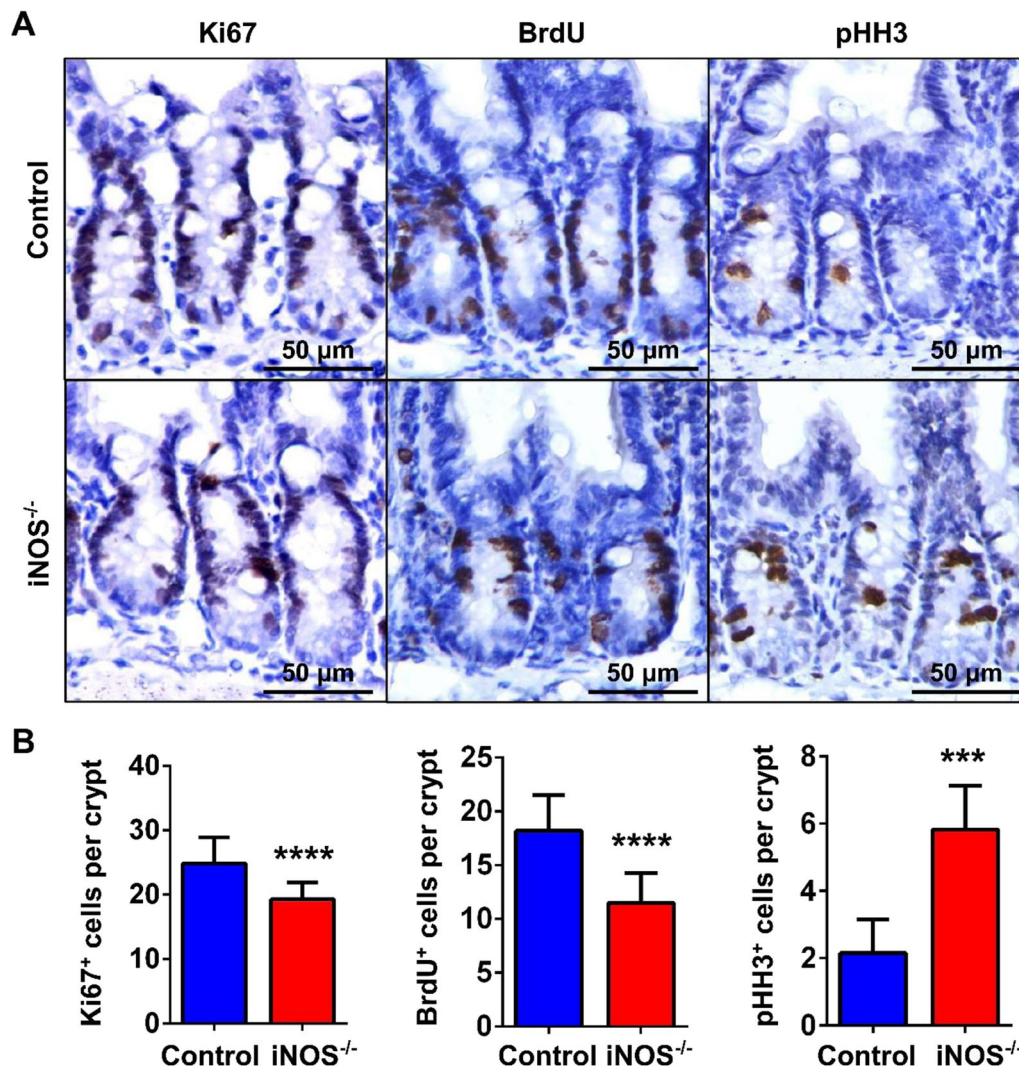 A
Ki67 BrdU pHH3
Control
50 µm 50 µm 50 µm
iNOS-/-
50 µm 50 µm 50 µm
B
Ki67+ cells per crypt
40
30
20
10
0
****
Control iNOS-/-
BrdU+ cells per crypt
25
20
15
10
5
0
****
Control iNOS-/-
pHH3+ cells per crypt
8
6
4
2
0
***
Control iNOS-/-